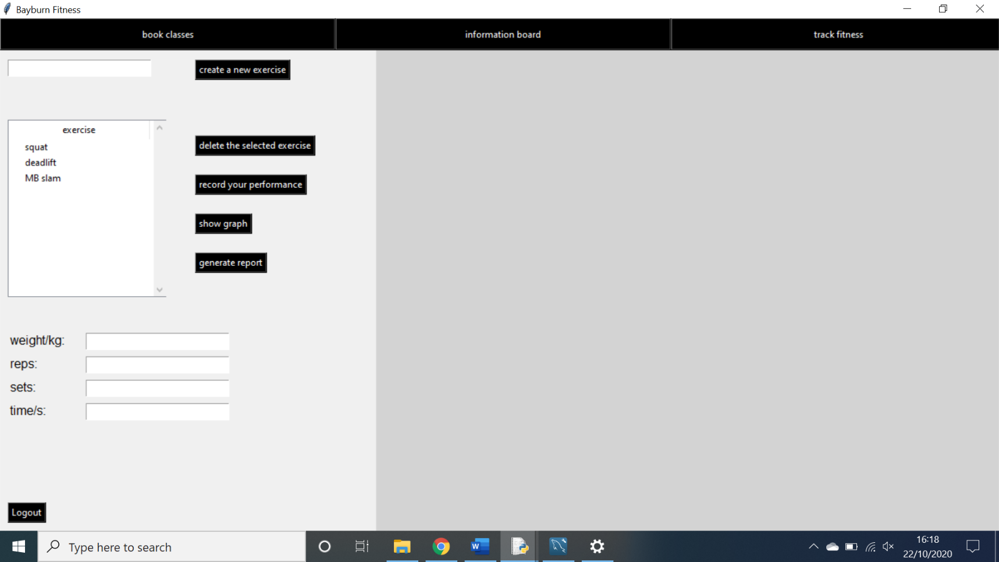 Bayburn Fitness
book classes
information board
track fitness
create a new exercise
exercise
squat
deadlift
MB slam
delete the selected exercise
record your performance
show graph
generate report
weight/kg:
reps:
sets:
time/s:
Logout
Type here to search
W
16:18
22/10/2020